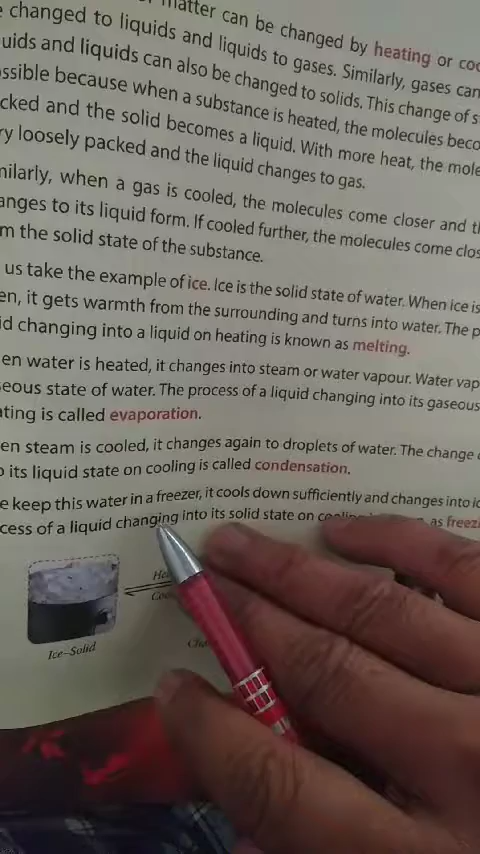 matter can be changed by heating or
changed to liquids and liquids to gases. Similarly, gases can
uids and liquids can also be changed to solids. This change of
ssible because when a substance is heated, the molecules beco
cked and the solid becomes a liquid. With more heat, the mole
ry loosely packed and the liquid changes to gas.
milarly, when a gas is cooled, the molecules come closer and
anges to its liquid form. If cooled further, the molecules come clos
m the solid state of the substance.
us take the example of ice. Ice is the solid state of water. When ice is
en, it gets warmth from the surrounding and turns into water. The p
id changing into a liquid on heating is known as melting.
en water is heated, it changes into steam or water vapour. Water vap
seous state of water. The process of a liquid changing into its gaseous
ating is called evaporation.
en steam is cooled, it changes again to droplets of water. The change
o its liquid state on cooling is called condensation.
e keep this water in a freezer, it cools down sufficiently and changes into
cess of a liquid changing into its solid state on as freez
He
Coo
Ice–Solid
Cha